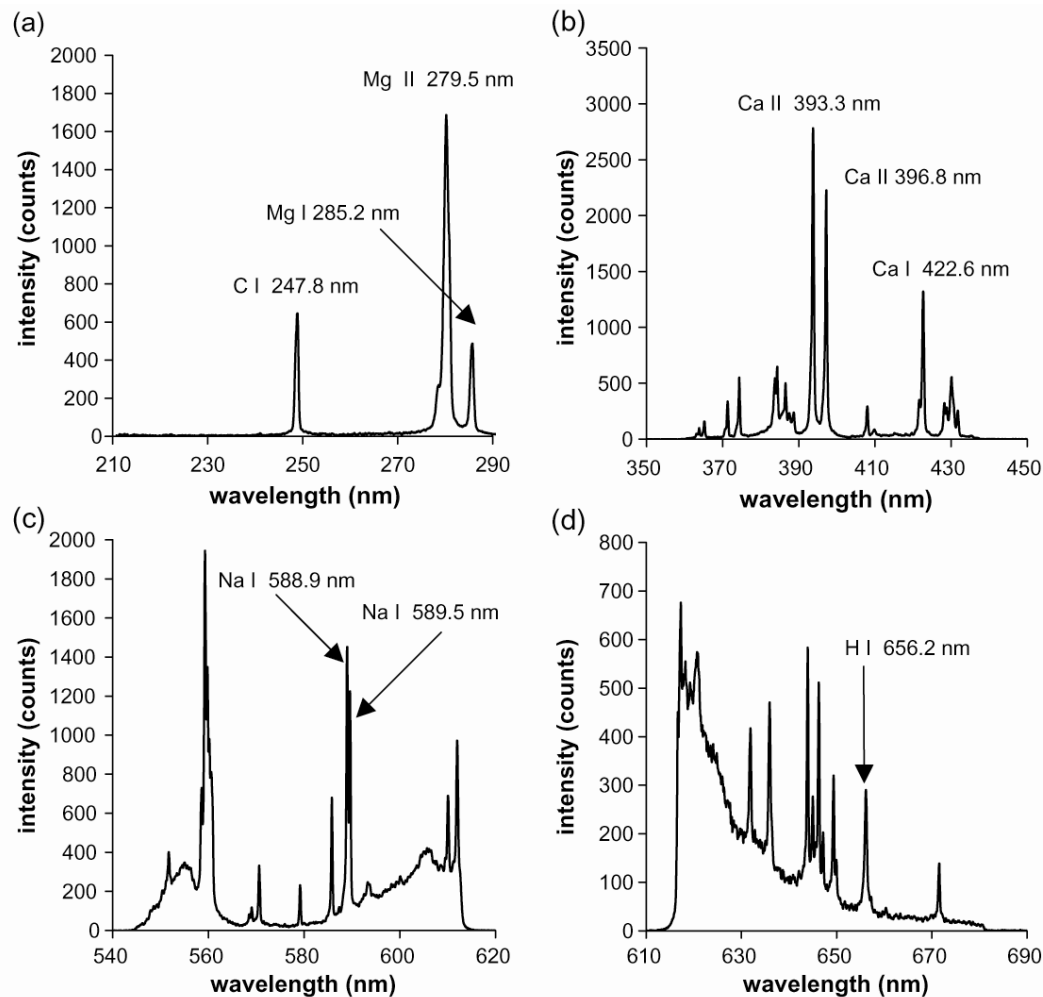 (a)
2000
1800
1600
1400
1200
1000
800
600
400
200
0
intensity (counts)
Mg  II  279.5 nm
Mg I 285.2 nm
C I  247.8 nm
210 230 250 270 290
wavelength (nm)
(b)
3500
3000
2500
2000
1500
1000
500
0
intensity (counts)
Ca II  393.3 nm
Ca II 396.8 nm
Ca I  422.6 nm
350 370 390 410 430 450
wavelength (nm)
(c)
2000
1800
1600
1400
1200
1000
800
600
400
200
0
intensity (counts)
Na I  588.9 nm
Na I  589.5 nm
540 560 580 600 620
wavelength (nm)
(d)
800
700
600
500
400
300
200
100
0
intensity (counts)
H I  656.2 nm
610 630 650 670 690
wavelength (nm)